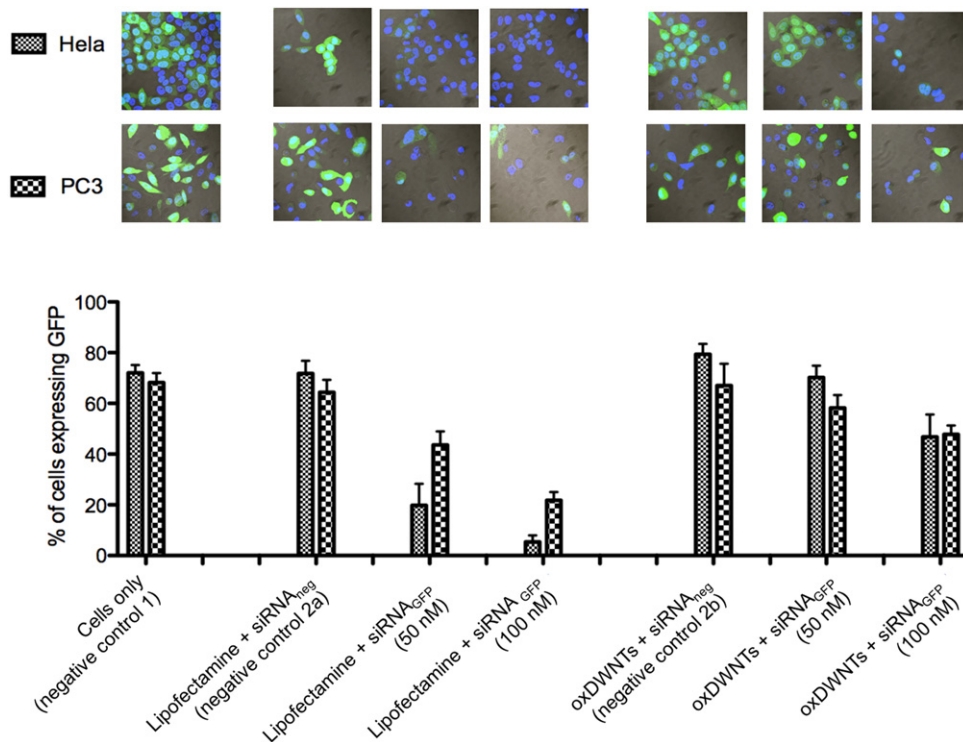 Hela
PC3
% of cells expressing GFP
100
80
60
40
20
0
Cells only
(negative control 1)
Lipofectamine + siRNAneg
(negative control 2a)
Lipofectamine + siRNAGFP
(50 nM)
Lipofectamine + siRNA GFP
(100 nM)
oxDWNTs + siRNAneg
(negative control 2b)
oxDWNTs + siRNAGFP
(50 nM)
oxDWNTs + siRNAGFP
(100 nM)